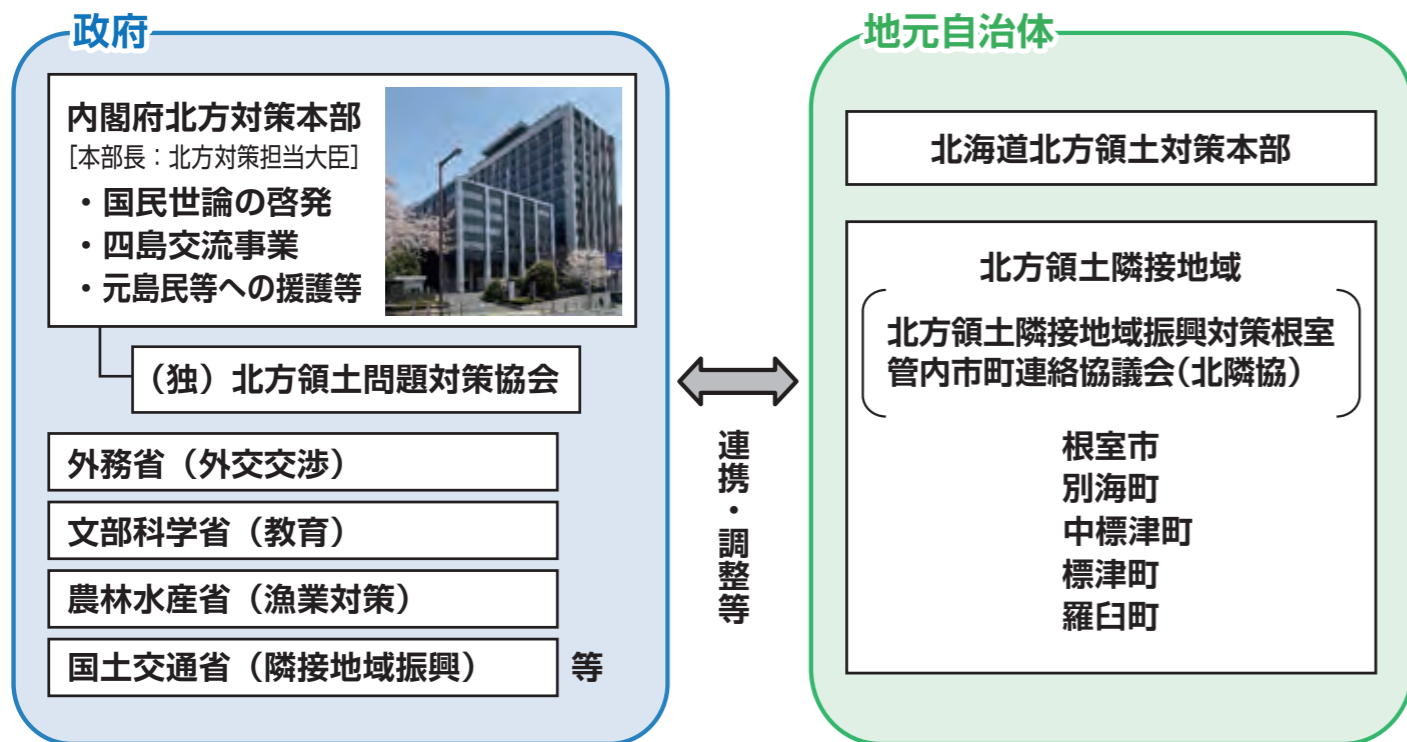 政府
内閣府北方対策本部
[本部長：北方対策担当大臣]
・国民世論の啓発
・四島交流事業
・元島民等への援護等
（独）北方領土問題対策協会
外務省（外交交渉）
文部科学省（教育）
農林水産省（漁業対策）
国土交通省（隣接地域振興） 等
連携・調整等
地元自治体
北海道北方領土対策本部
北方領土隣接地域
北方領土隣接地域振興対策根室
管内市町連絡協議会（北隣協）
根室市
別海町
中標津町
標津町
羅臼町